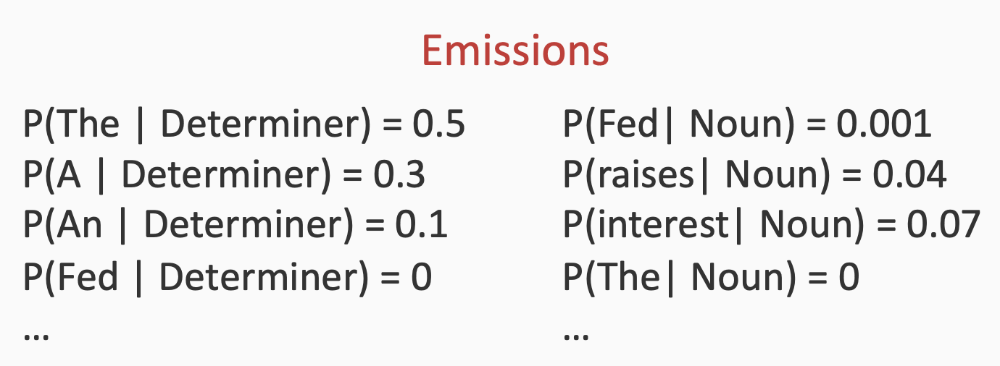 Emissions
P(The | Determiner) = 0.5
P(A | Determiner) = 0.3
P(An | Determiner) = 0.1
P(Fed | Determiner) = 0
...
P(Fed| Noun) = 0.001
P(raises| Noun) = 0.04
P(interest| Noun) = 0.07
P(The| Noun) = 0
...